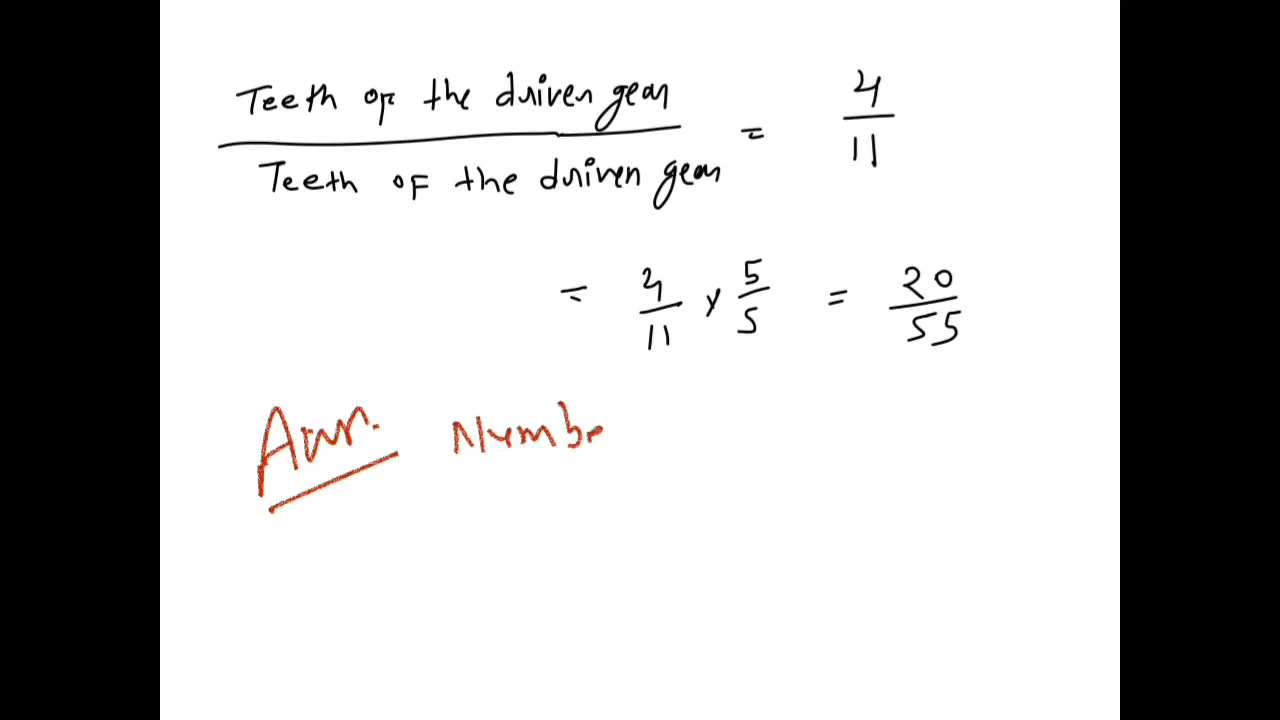 Teeth of the driven gear
= 4/11
Teeth of the driven gear
= 4/11 × 5/5 = 20/55
Ans. Numbe